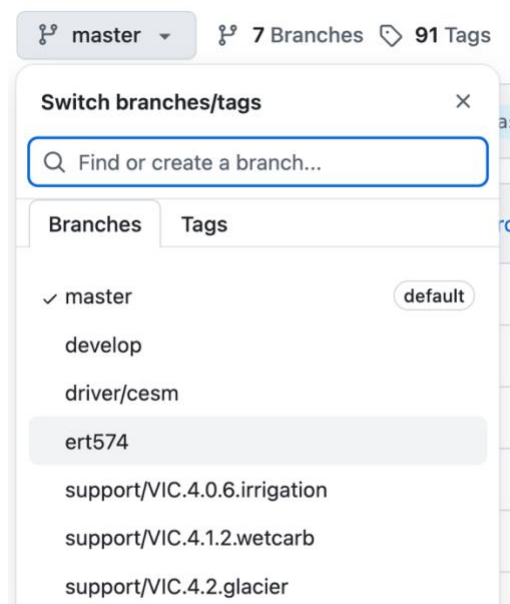 master 7 Branches 91 Tags
Switch branches/tags
Find or create a branch...
Branches Tags
master default
develop
driver/cesm
ert574
support/VIC.4.0.6.irrigation
support/VIC.4.1.2.wetcarb
support/VIC.4.2.glacier